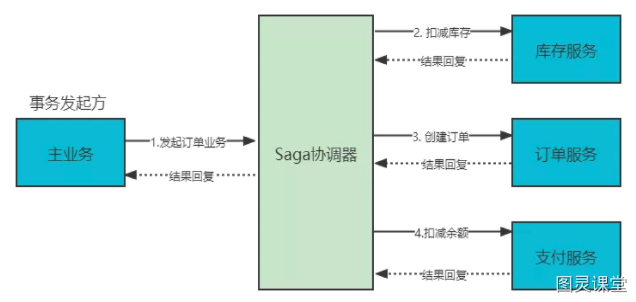 2. 扣减库存
库存服务
结果回复
事务发起方
主业务
1.发起订单业务
结果回复
Saga协调器
3. 创建订单
订单服务
结果回复
4.扣减余额
支付服务
结果回复
图灵课堂